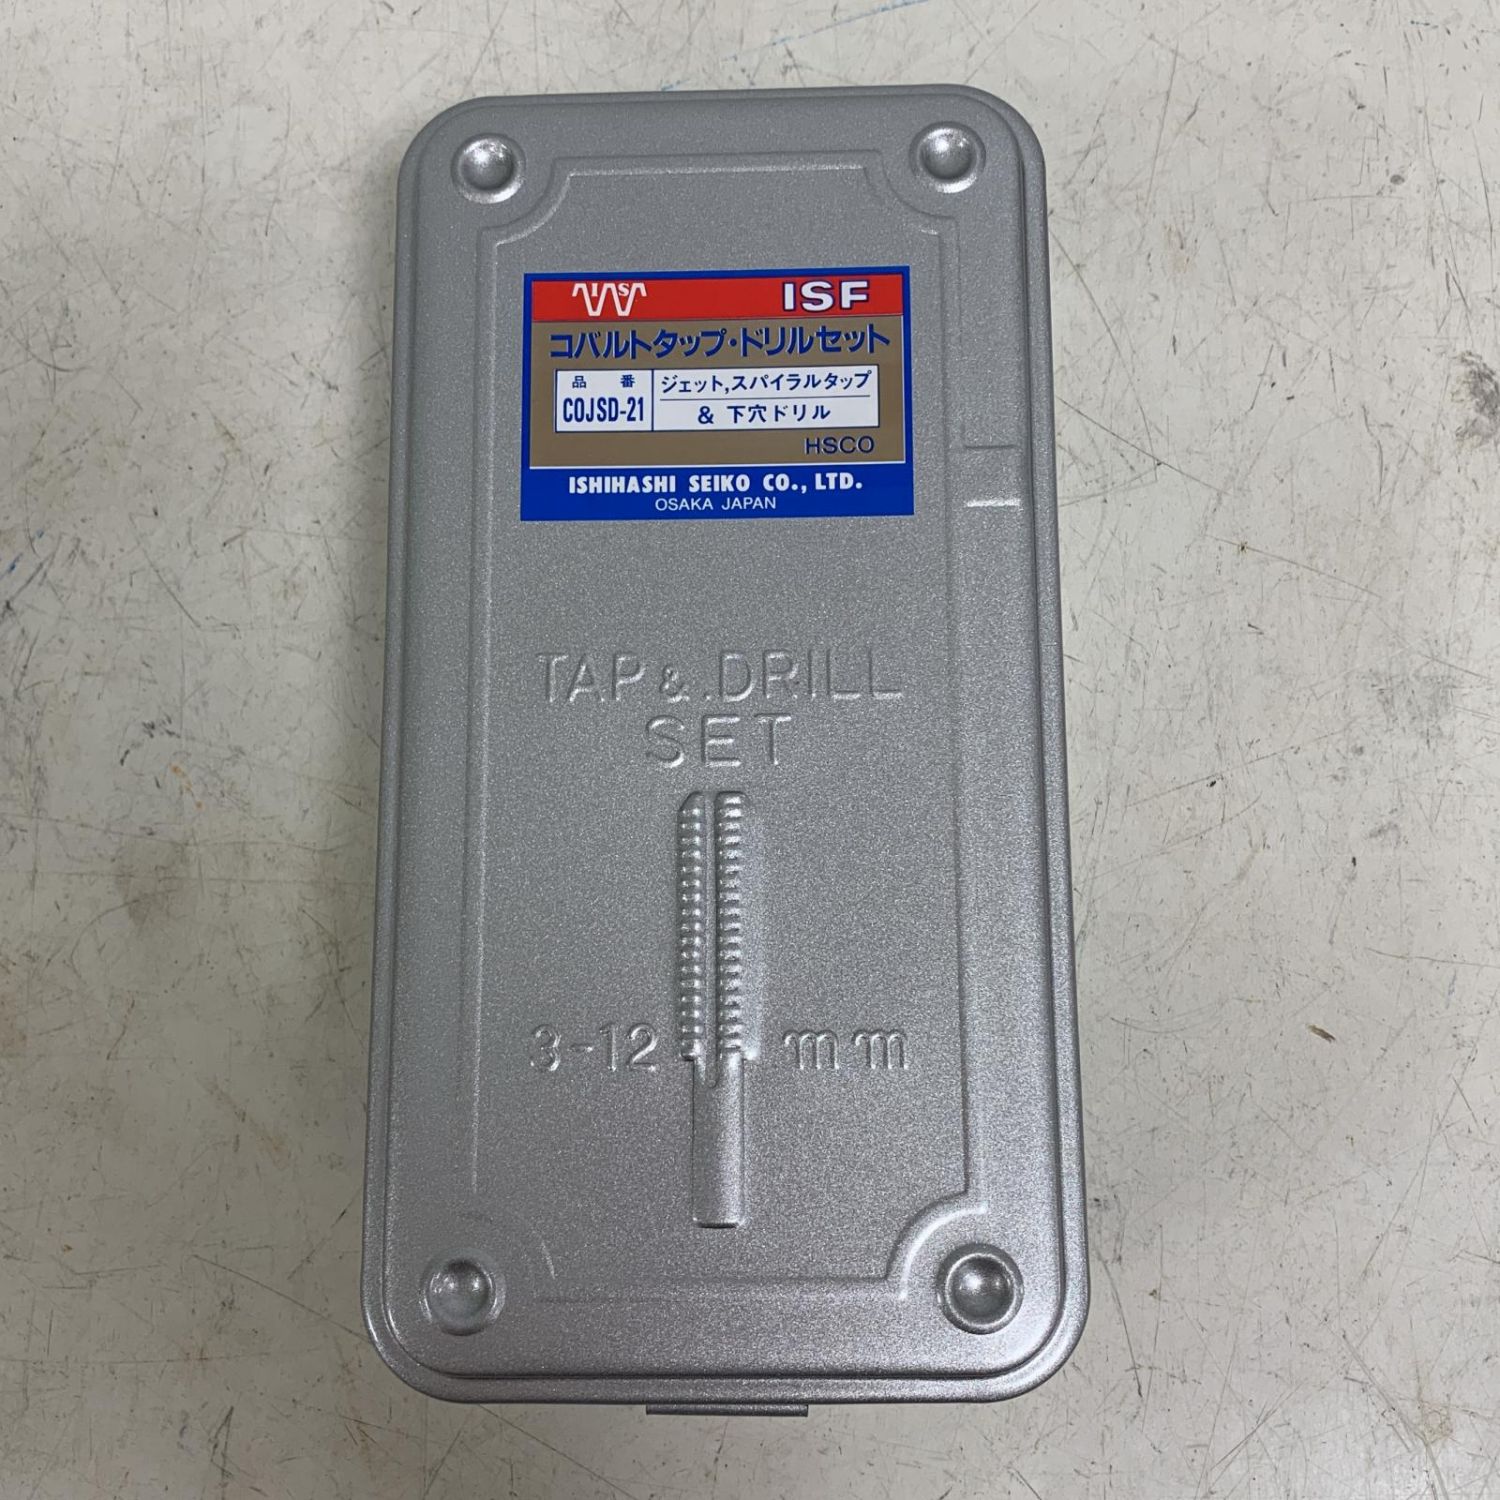 ISF
コバルトタップ・ドリルセット
品番
COJSD-21
ジェット,スパイラルタップ
& 下穴ドリル
HSCO
ISHIHASHI SEIKO CO., LTD.
OSAKA JAPAN
TAP & DRILL
SET
3-12 mm